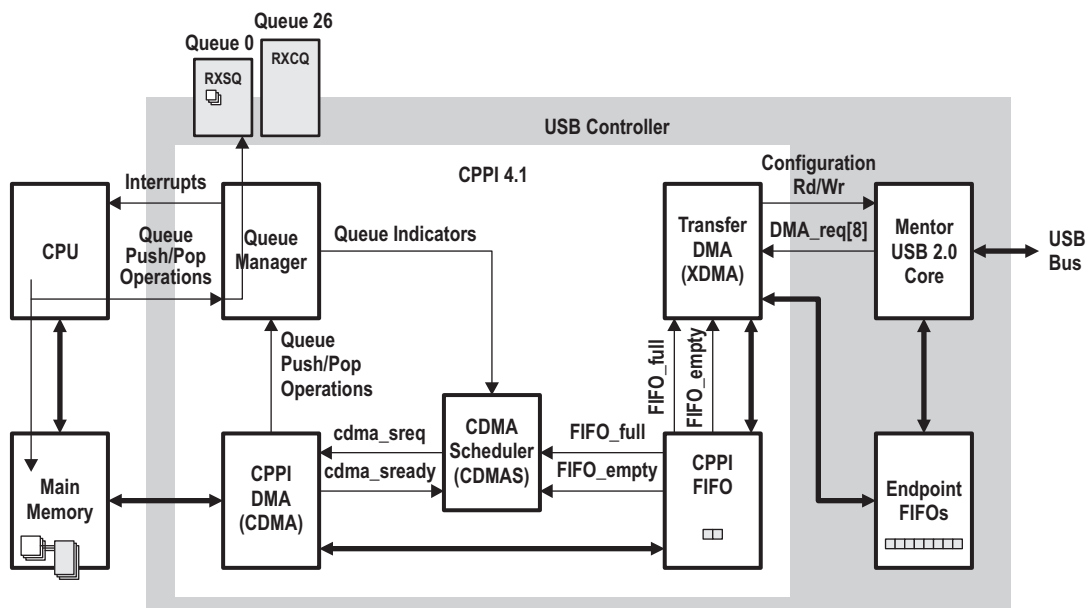 Queue 26
Queue 0
RXCQ
RXSQ
USB Controller
CPPI 4.1
Configuration
Rd/Wr
Interrupts
CPU
Queue
Push/Pop
Operations
Queue
Manager
Queue Indicators
Transfer
DMA
(XDMA)
DMA_req[8]
Mentor
USB 2.0
Core
USB
Bus
Queue
Push/Pop
Operations
FIFO_full
FIFO_empty
Main
Memory
CPPI
DMA
(CDMA)
cdma_sreq
cdma_sready
CDMA
Scheduler
(CDMAS)
FIFO_full
FIFO_empty
CPPI
FIFO
Endpoint
FIFOs